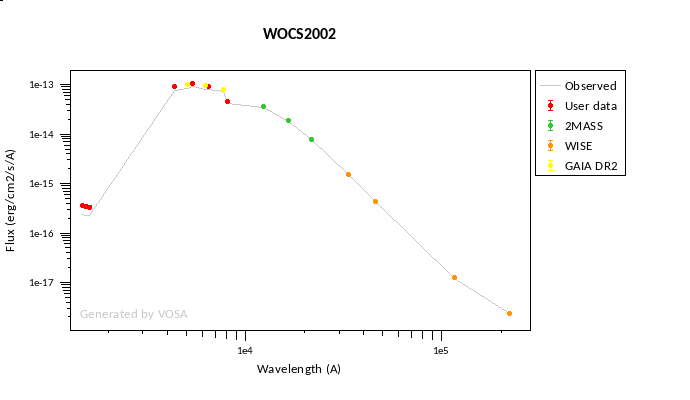 WOCS2002
Flux (erg/cm2/s/A)
1e-13
1e-14
1e-15
1e-16
1e-17
1e4
1e5
Wavelength (A)
Generated by VOSA
Observed
User data
2MASS
WISE
GAIA DR2